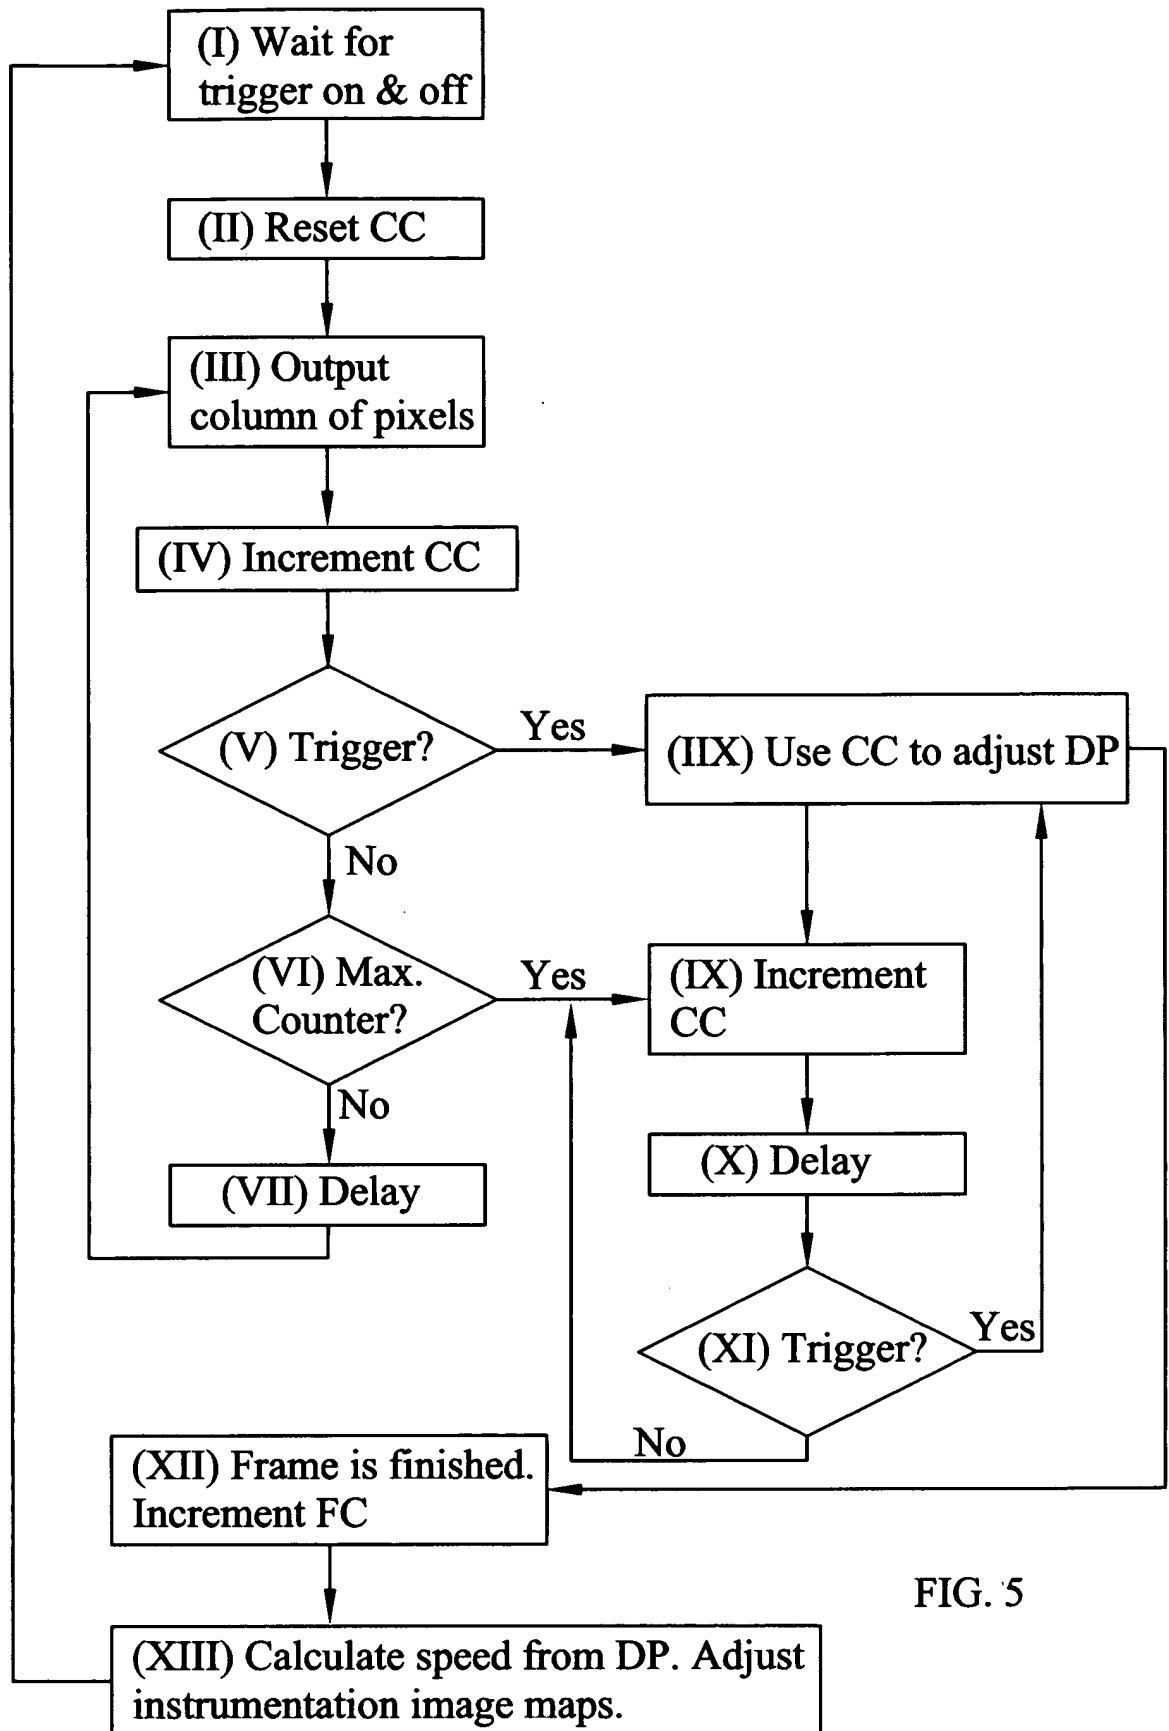 (I) Wait for
trigger on & off
(II) Reset CC
(III) Output
column of pixels
(IV) Increment CC
(V) Trigger?
Yes
(IIX) Use CC to adjust DP
No
(VI) Max.
Counter?
Yes
(IX) Increment
CC
No
(VII) Delay
(X) Delay
(XI) Trigger?
Yes
No
(XII) Frame is finished.
Increment FC
FIG. 5
(XIII) Calculate speed from DP. Adjust
instrumentation image maps.